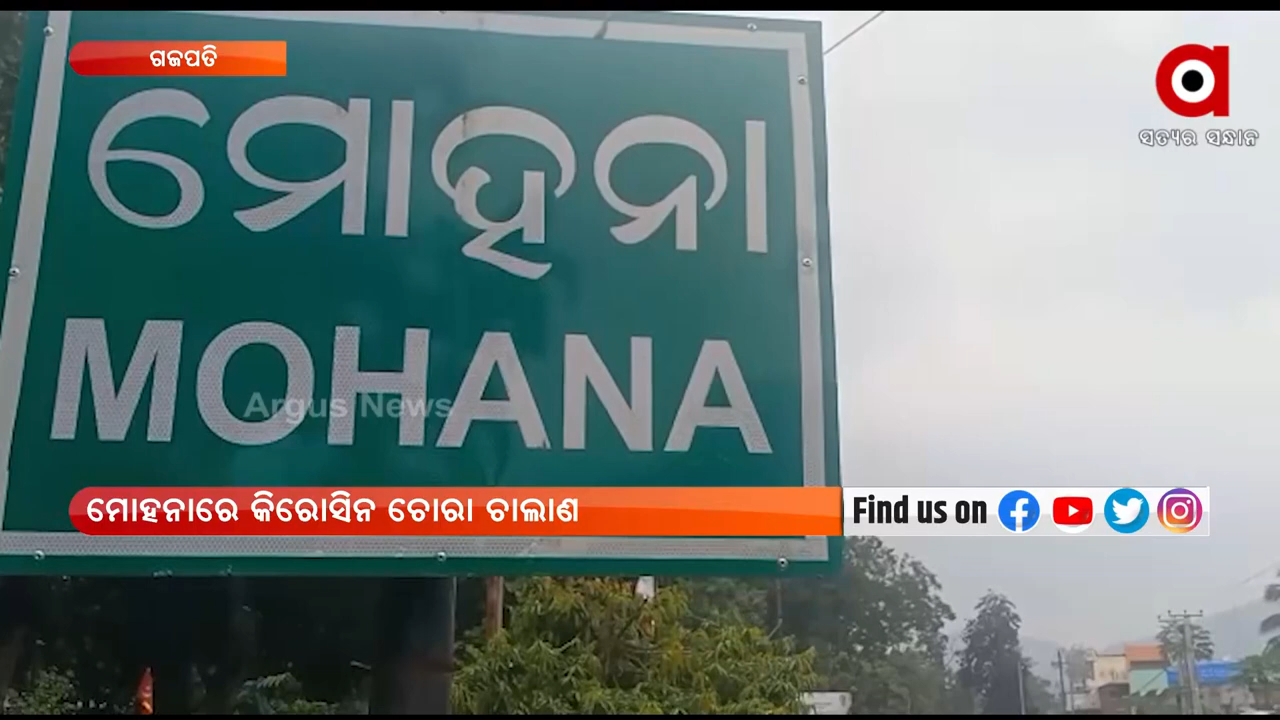 ଗଜପତି
ସତ୍ୟର ସନ୍ଧାନ
ମୋହନା
MOHANA
Argus News
ମୋହନାରେ କିରୋସିନ ଚୋରା ଚାଲାଣ
Find us on